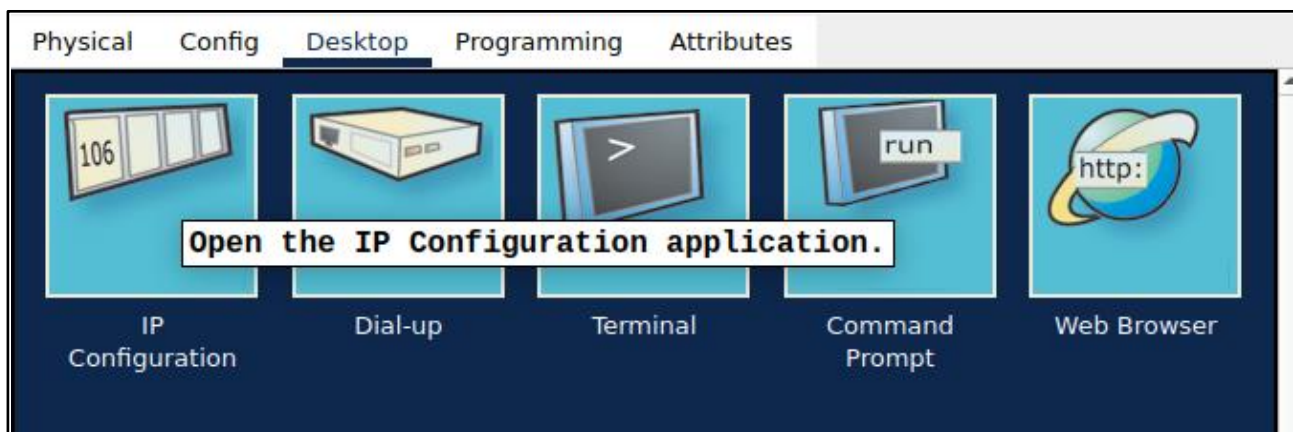 Physical Config Desktop Programming Attributes
106
>
run
http:
Open the IP Configuration application.
IP
Configuration
Dial-up
Terminal
Command
Prompt
Web Browser